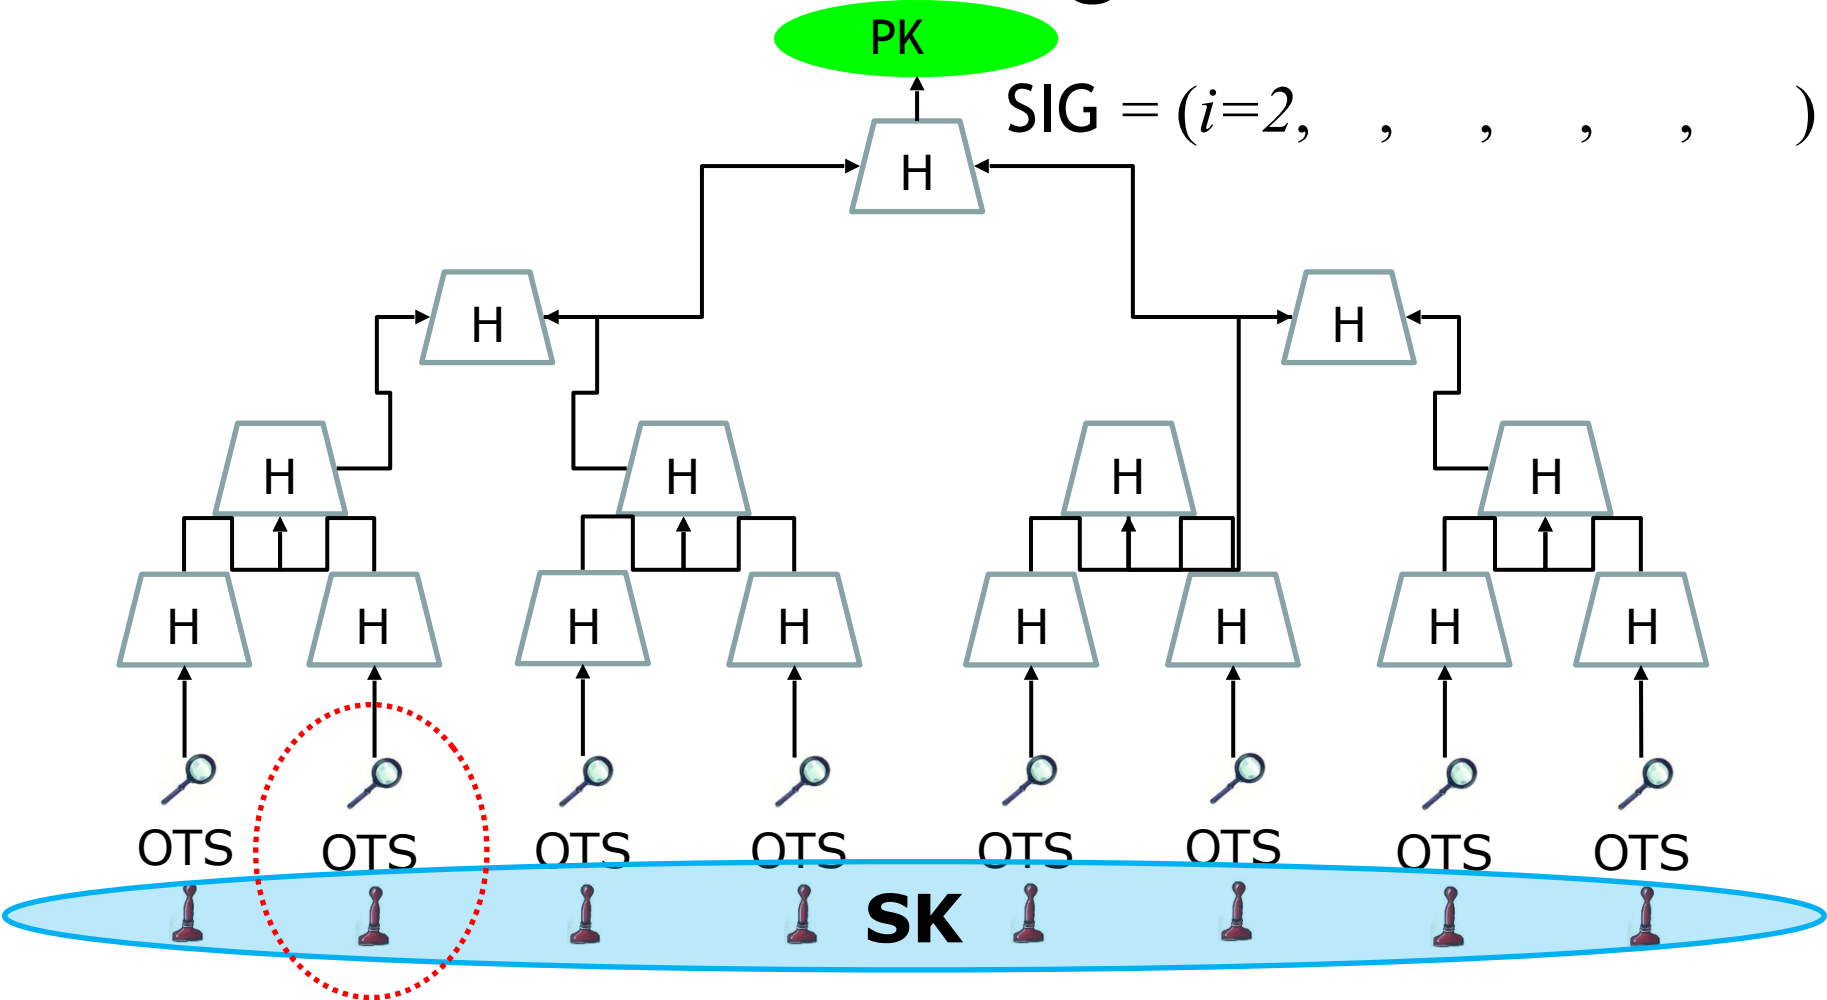 PK
SIG = (i=2, , , , , )
H
H H
H H H H
H H H H H H H H
OTS OTS OTS OTS OTS OTS OTS OTS
SK